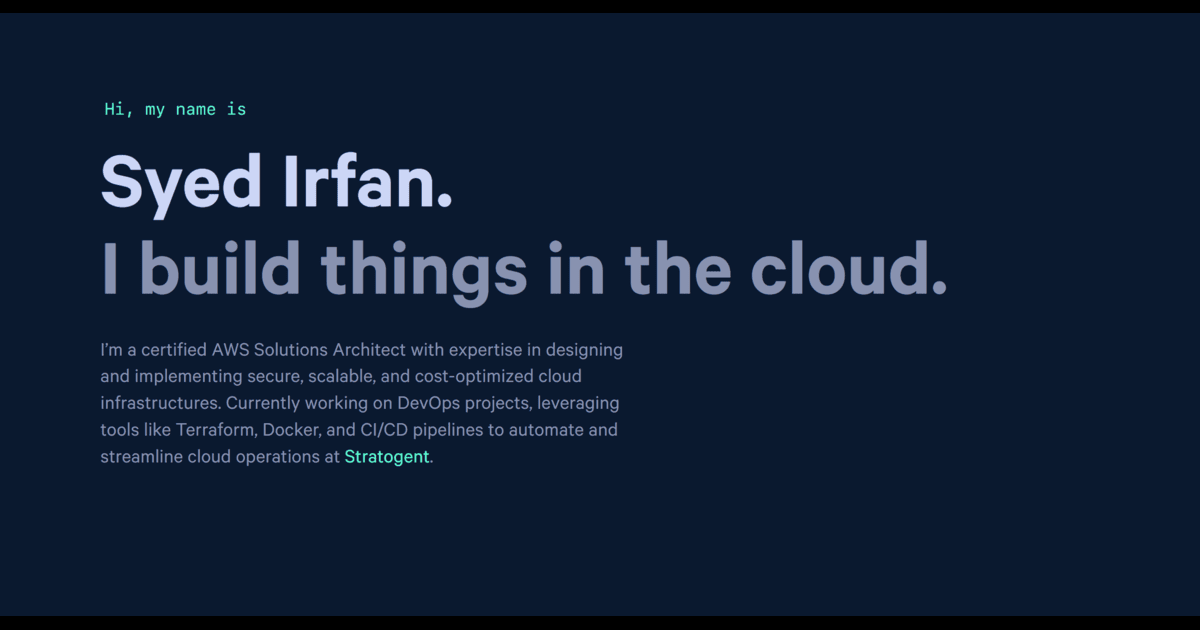 Hi, my name is
Syed Irfan.
I build things in the cloud.
I’m a certified AWS Solutions Architect with expertise in designing
and implementing secure, scalable, and cost-optimized cloud
infrastructures. Currently working on DevOps projects, leveraging
tools like Terraform, Docker, and CI/CD pipelines to automate and
streamline cloud operations at Stratogent.